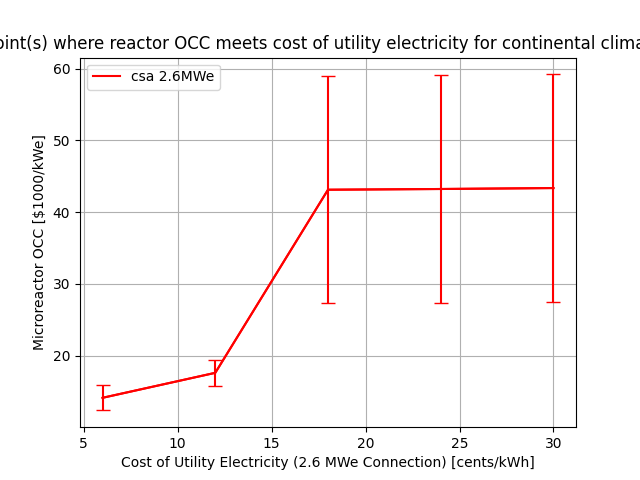 where reactor OCC meets cost of utility electricity for continental
csa 2.6MWe
Microreactor OCC [$1000/kWe]
60
50
40
30
20
5
10
15
20
25
30
Cost of Utility Electricity (2.6 MWe Connection) [cents/kWh]